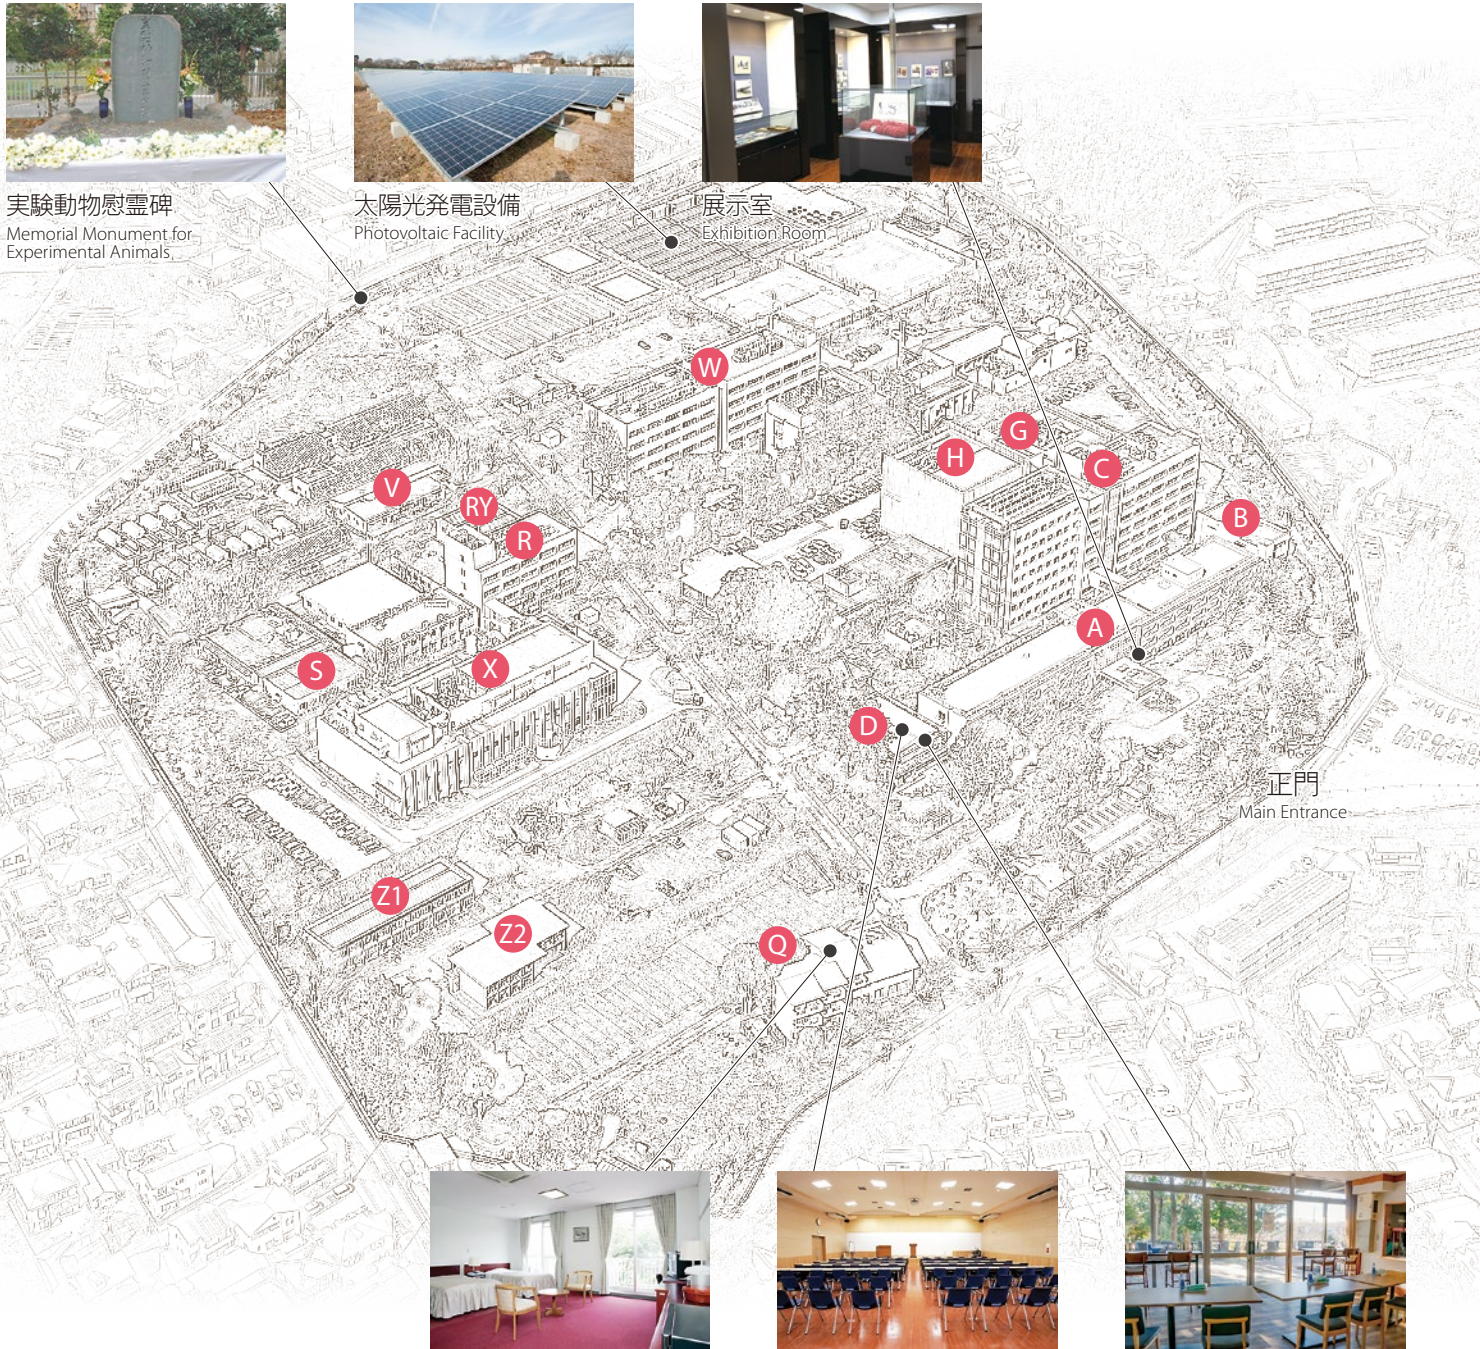 実験動物慰霊碑
Memorial Monument for
Experimental Animals
太陽光発電設備
Photovoltaic Facility
展示室
Exhibition Room
W
G
H
C
V
RY
R
B
A
S
X
D
正門
Main Entrance
Z1
Z2
Q